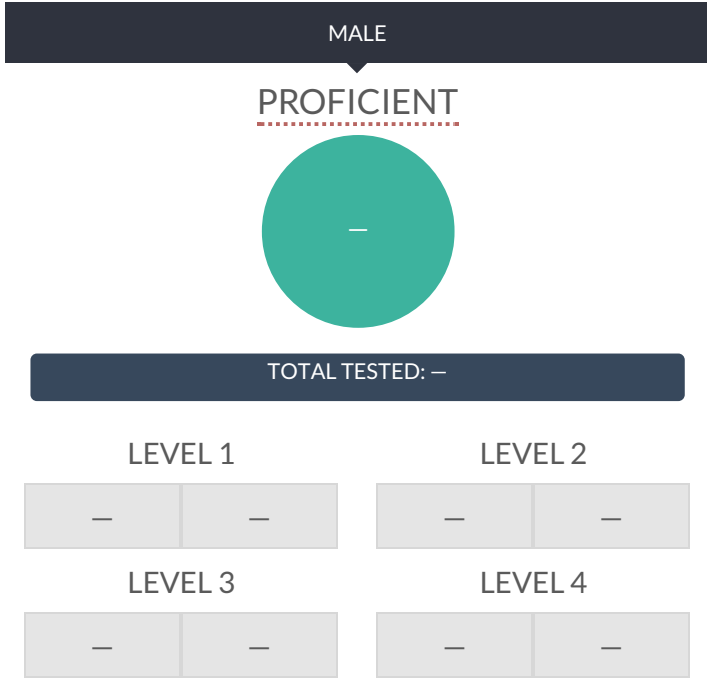 MALE
PROFICIENT
—
TOTAL TESTED: —
LEVEL 1 LEVEL 2
— — — —
LEVEL 3 LEVEL 4
— — — —